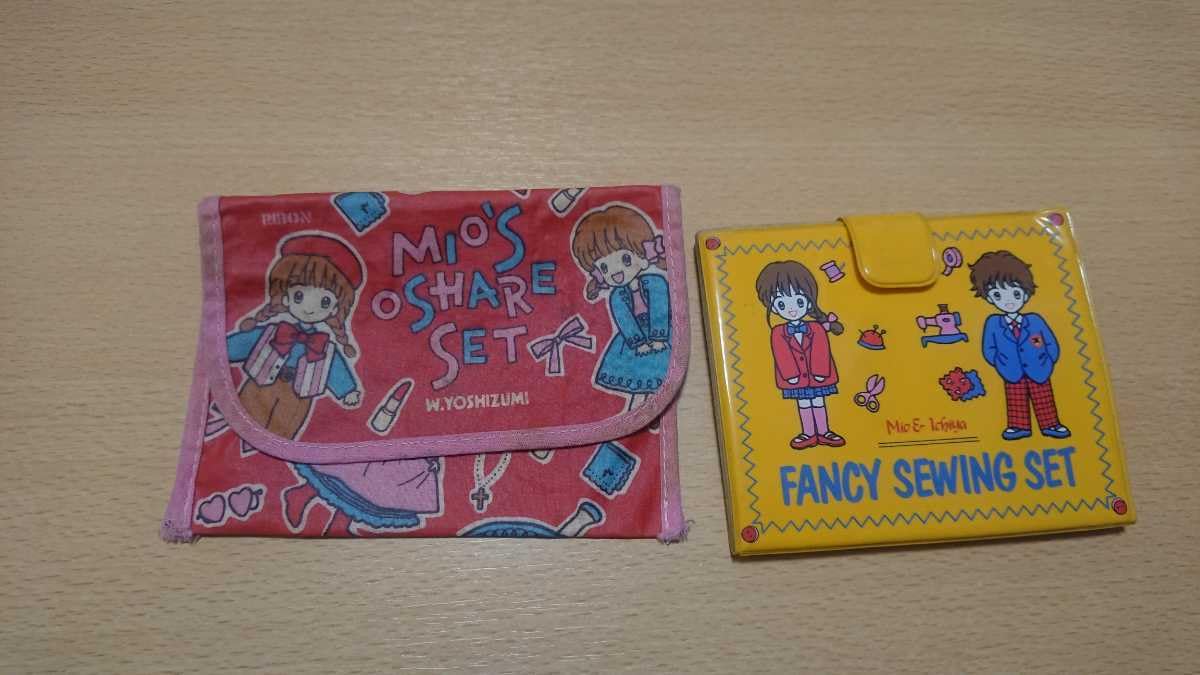 RIBON
MIO'S
OSHARE
SET
W.YOSHIZUMI
Mio & Ichiya
FANCY SEWING SET